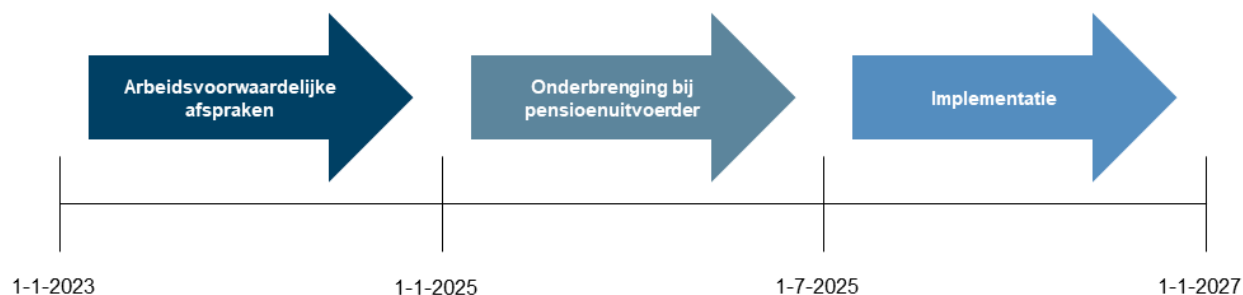 Arbeidsvoorwaardelijke
afspraken
Onderbrenging bij
pensioenuitvoerder
Implementatie
1-1-2023
1-1-2025
1-7-2025
1-1-2027